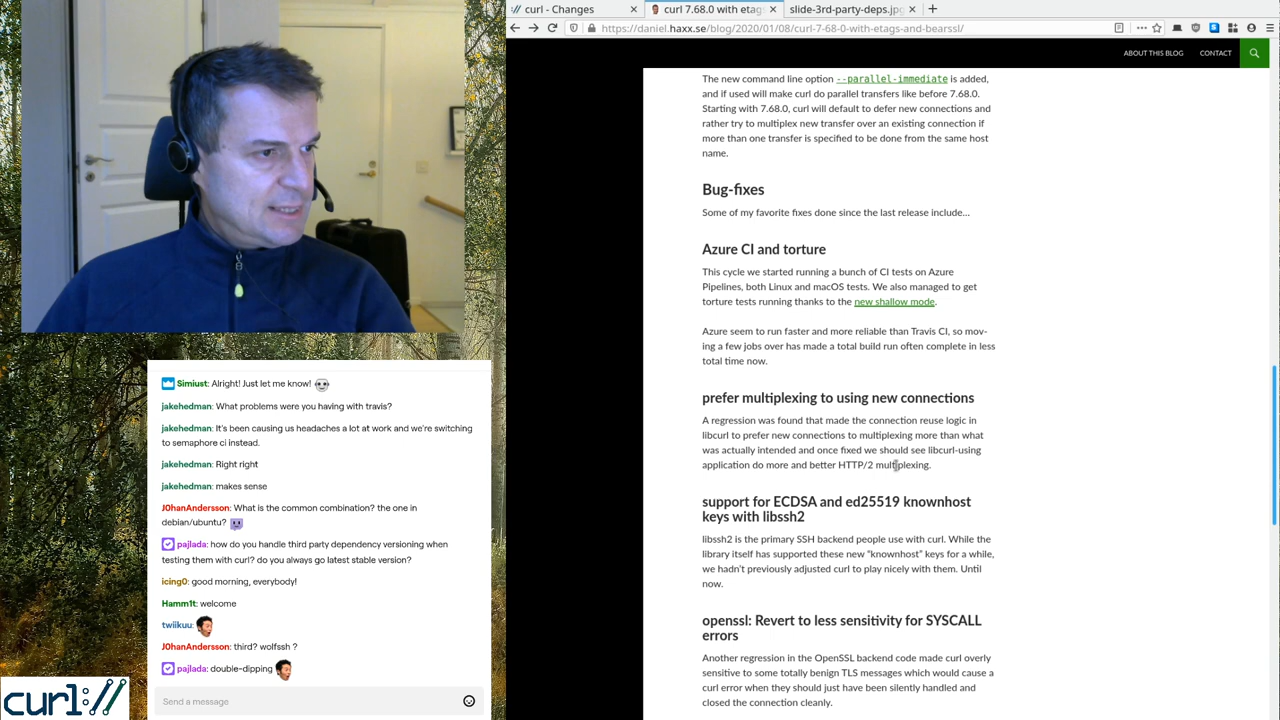 curl - Changes
curl 7.68.0 with etags
slide-3rd-party-deps.jpg
https://daniel.haxx.se/blog/2020/01/08/curl-7-68-0-with-etags-and-bearssl/
ABOUT THIS BLOG
CONTACT
The new command line option --parallel-immediate is added,
and if used will make curl do parallel transfers like before 7.68.0.
Starting with 7.68.0, curl will default to defer new connections and
rather try to multiplex new transfer over an existing connection if
more than one transfer is specified to be done from the same host
name.
Bug-fixes
Some of my favorite fixes done since the last release include…
Azure CI and torture
This cycle we started running a bunch of CI tests on Azure
Pipelines, both Linux and macOS tests. We also managed to get
torture tests running thanks to the new shallow mode.
Azure seem to run faster and more reliable than Travis CI, so mov-
ing a few jobs over has made a total build run often complete in less
total time now.
prefer multiplexing to using new connections
A regression was found that made the connection reuse logic in
libcurl to prefer new connections to multiplexing more than what
was actually intended and once fixed we should see libcurl-using
application do more and better HTTP/2 multiplexing.
support for ECDSA and ed25519 knownhost
keys with libssh2
libssh2 is the primary SSH backend people use with curl. While the
library itself has supported these new “knownhost” keys for a while,
we hadn't previously adjusted curl to play nicely with them. Until
now.
openssl: Revert to less sensitivity for SYSCALL
errors
Another regression in the OpenSSL backend code made curl overly
sensitive to some totally benign TLS messages which would cause a
curl error when they should just have been silently handled and
closed the connection cleanly.
Simiust: Alright! Just let me know!
jakehedman: What problems were you having with travis?
jakehedman: It's been causing us headaches a lot at work and we're switching
to semaphore ci instead.
jakehedman: Right right
jakehedman: makes sense
J0hanAndersson: What is the common combination? the one in
debian/ubuntu?
pajlada: how do you handle third party dependency versioning when
testing them with curl? do you always go latest stable version?
icing0: good morning, everybody!
Hamm1t: welcome
twiikuu:
J0hanAndersson: third? wolfssh ?
pajlada: double-dipping
Send a message
curl://